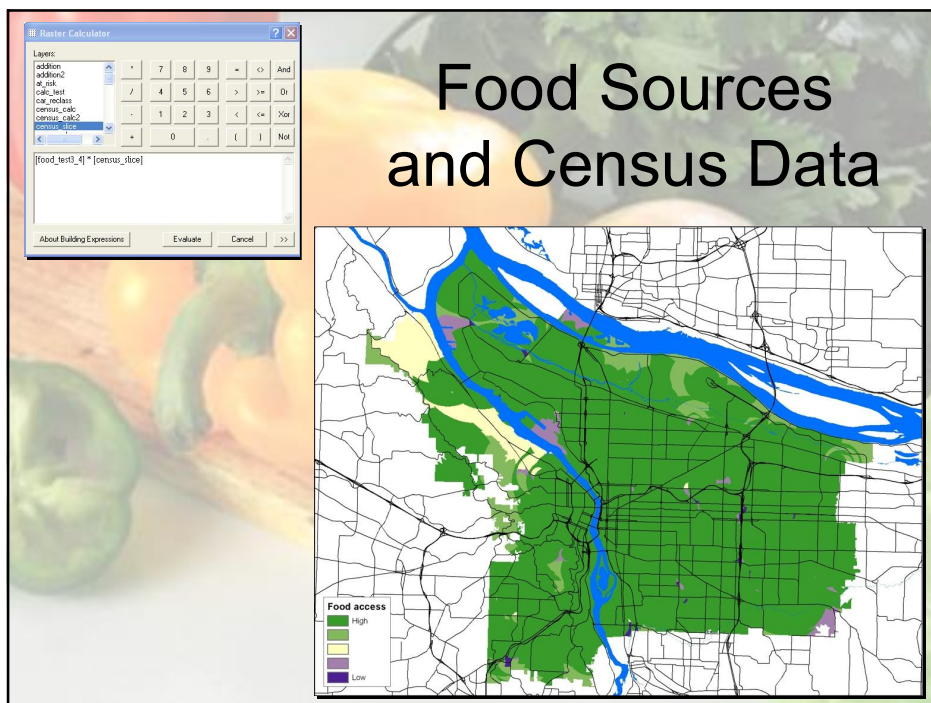 Raster Calculator
Layers:
addition
addition2
at_risk
calc_test
car_reclass
census_calc
census_calc2
census_slice
* 7 8 9 = <> And
/ 4 5 6 > >= Or
- 1 2 3 < <= Xor
+ 0 . ( ) Not
[food_test3_4] * [census_slice]
About Building Expressions Evaluate Cancel >>
Food Sources
and Census Data
Food access
High
Low